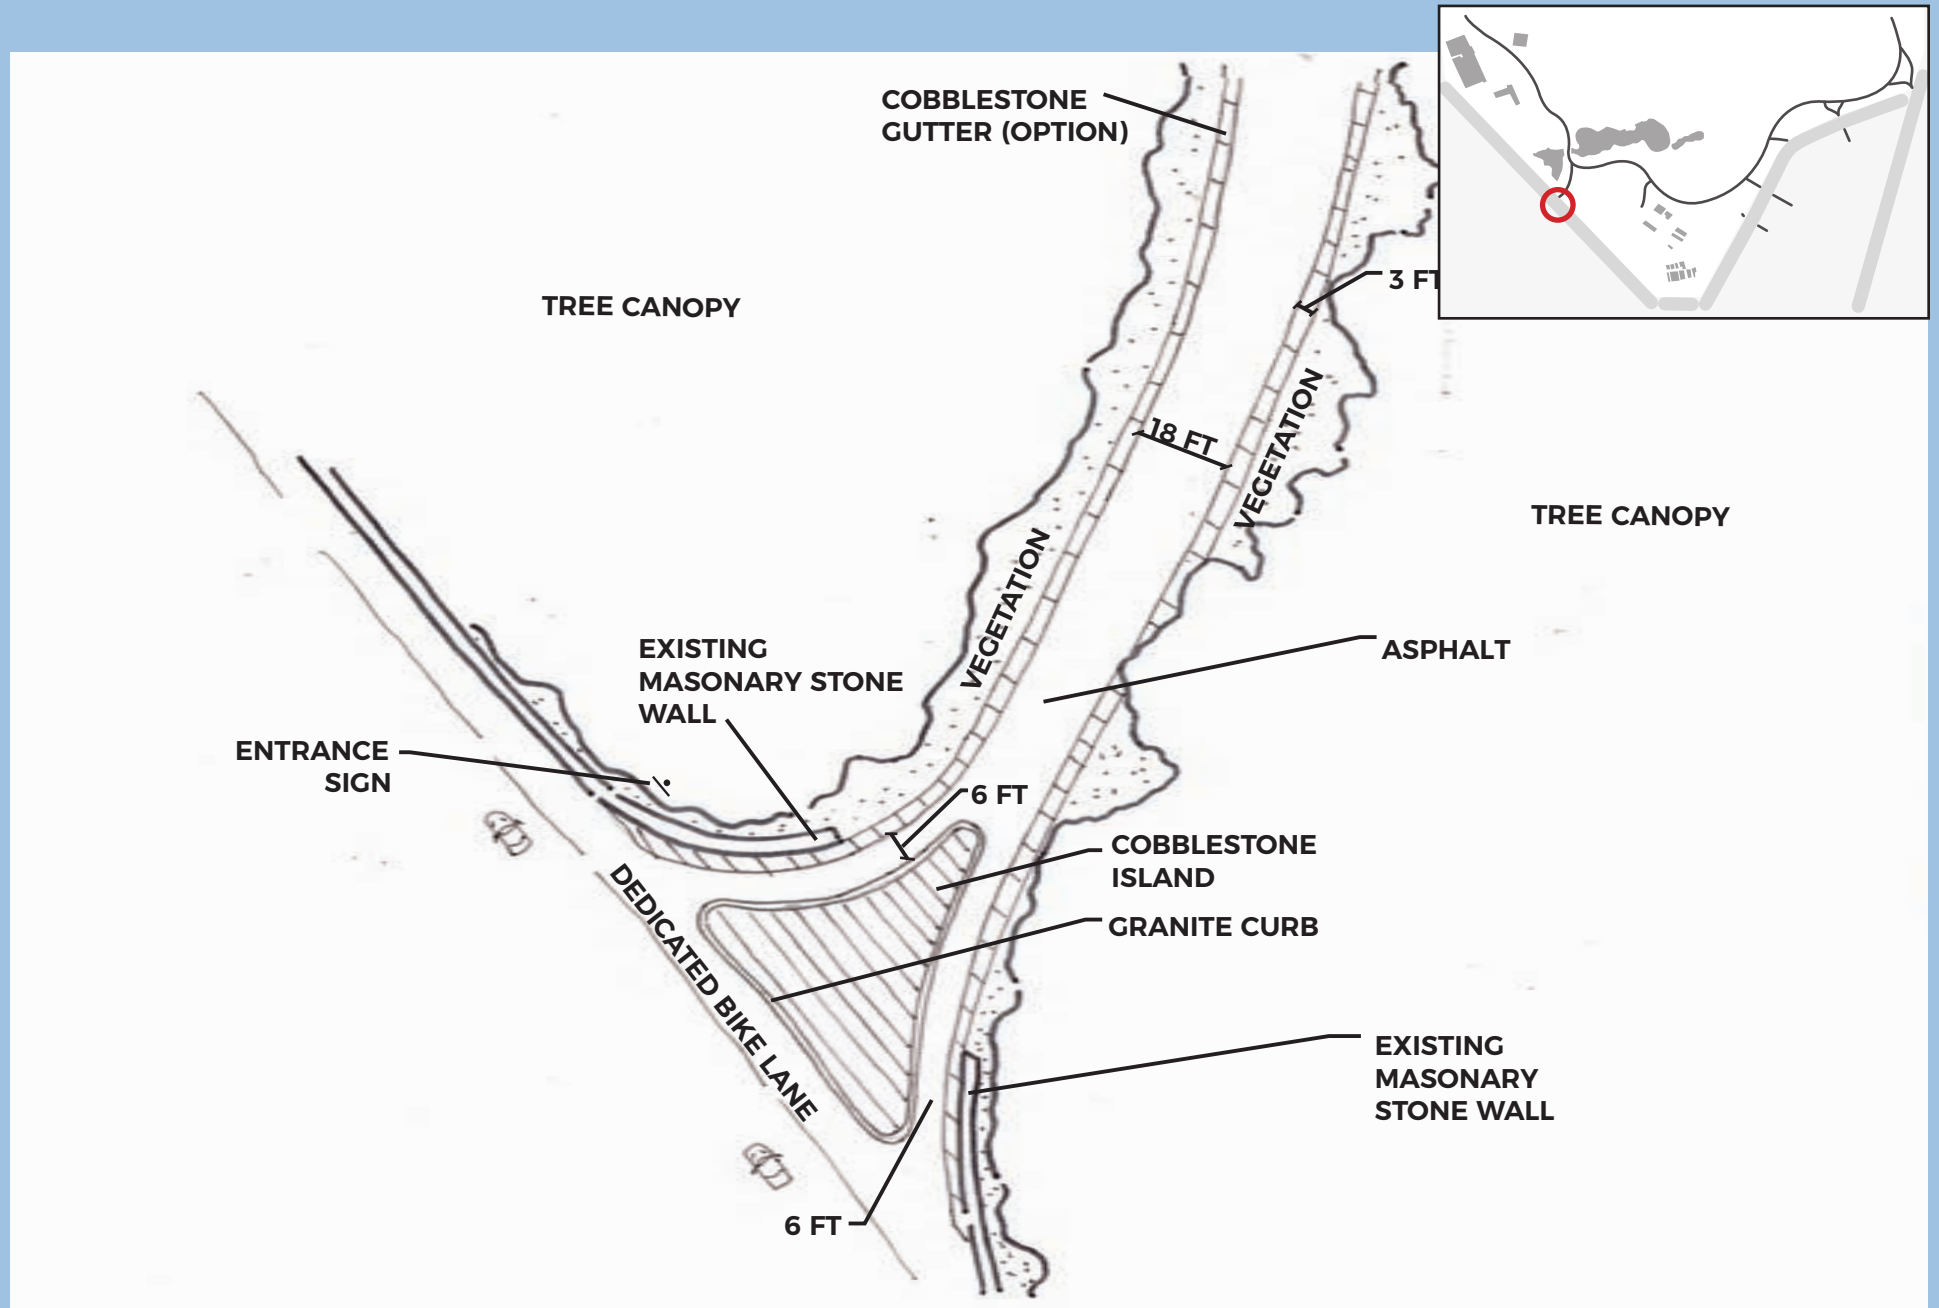 COBBLESTONE
GUTTER (OPTION)
TREE CANOPY
3 FT
18 FT
VEGETATION
TREE CANOPY
VEGETATION
EXISTING
MASONARY STONE
WALL
ASPHALT
ENTRANCE
SIGN
6 FT
COBBLESTONE
ISLAND
GRANITE CURB
DEDICATED BIKE LANE
EXISTING
MASONARY
STONE WALL
6 FT